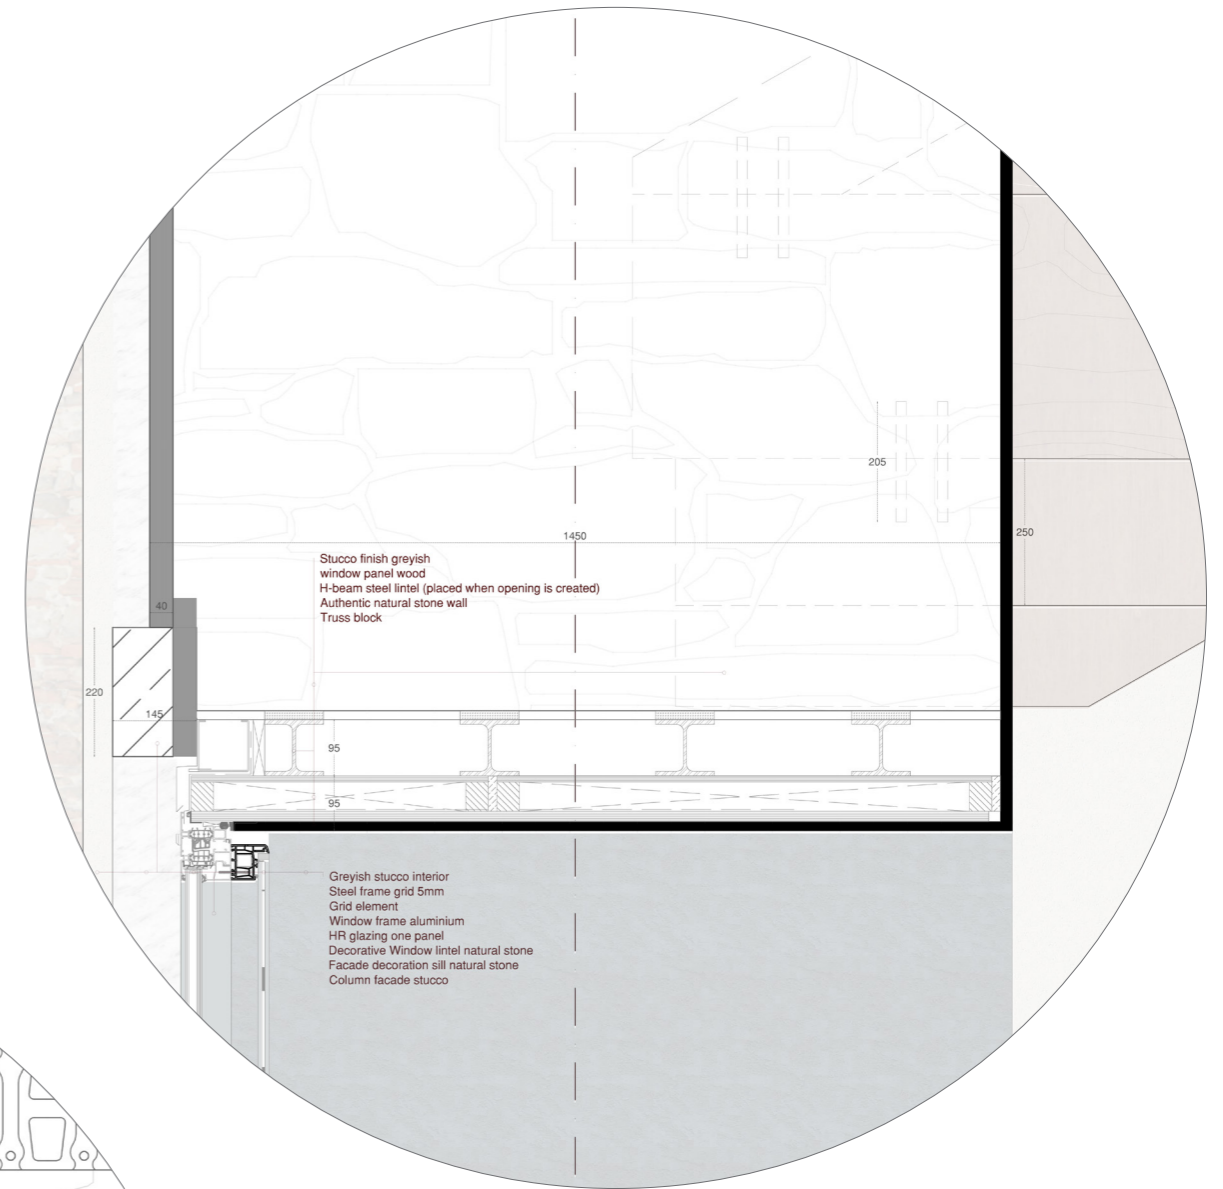 205
1450
250
Stucco finish greyish
window panel wood
H-beam steel lintel (placed when opening is created)
Authentic natural stone wall
Truss block
40
220
145
95
95
Greyish stucco interior
Steel frame grid 5mm
Grid element
Window frame aluminium
HR glazing one panel
Decorative Window lintel natural stone
Facade decoration sill natural stone
Column facade stucco